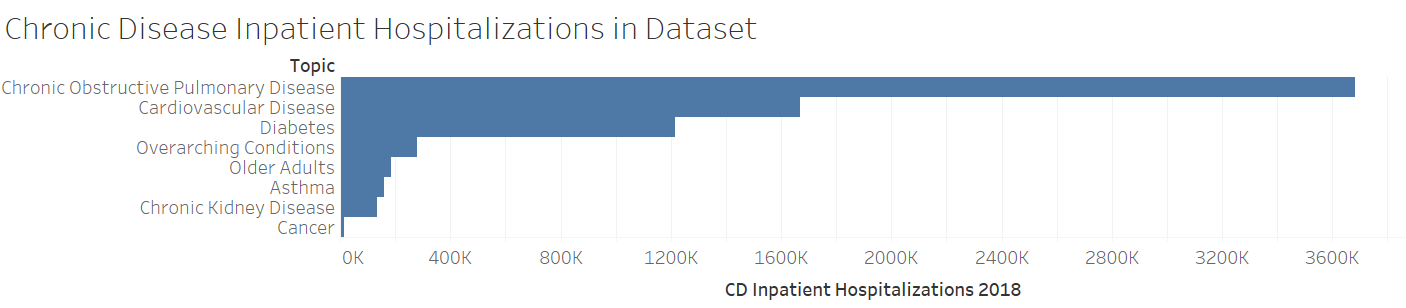 Chronic Disease Inpatient Hospitalizations in Dataset
Topic
Chronic Obstructive Pulmonary Disease
Cardiovascular Disease
Diabetes
Overarching Conditions
Older Adults
Asthma
Chronic Kidney Disease
Cancer
0K 400K 800K 1200K 1600K 2000K 2400K 2800K 3200K 3600K
CD Inpatient Hospitalizations 2018